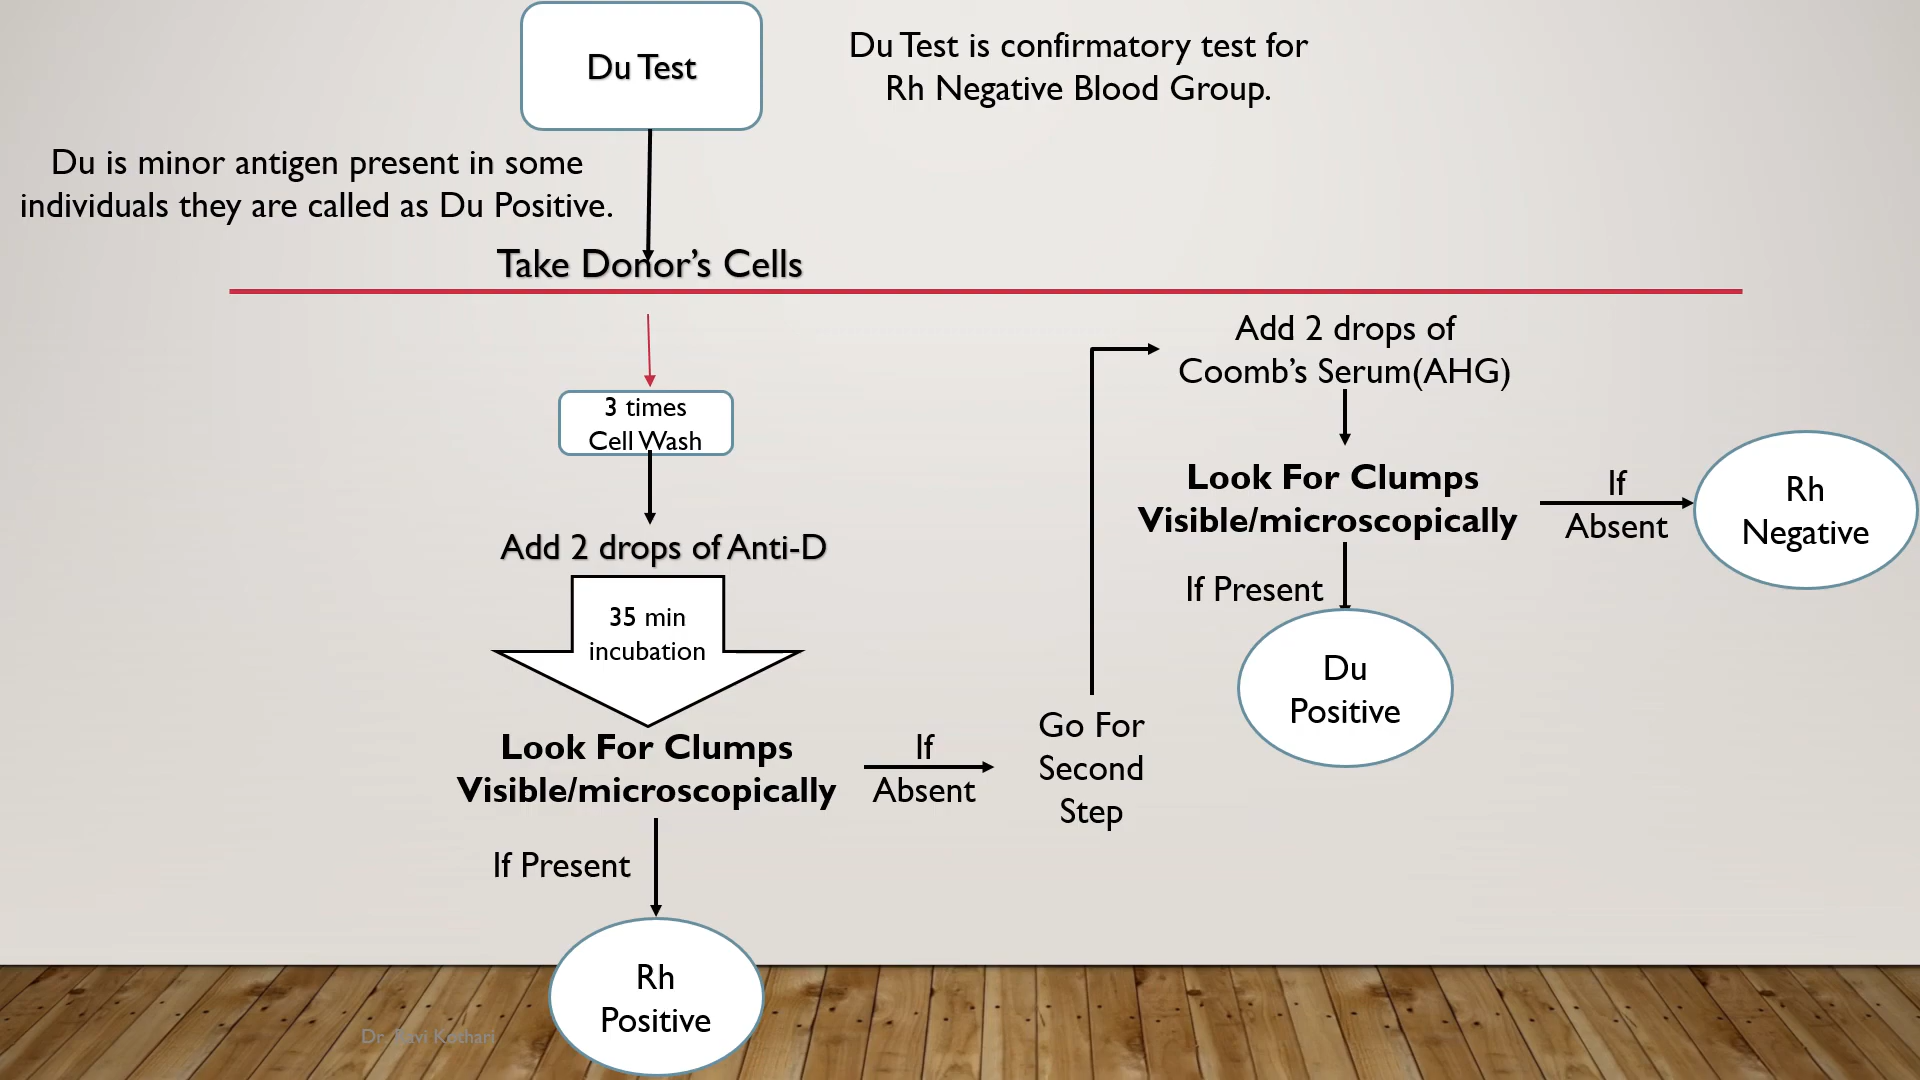 Du Test
Du Test is confirmatory test for
Rh Negative Blood Group.
Du is minor antigen present in some
individuals they are called as Du Positive.
Take Donor's Cells
3 times
Cell Wash
Add 2 drops of Anti-D
35 min
incubation
Look For Clumps
Visible/microscopically
If
Absent
If Present
Rh
Positive
Go For
Second
Step
Add 2 drops of
Coomb's Serum(AHG)
Look For Clumps
Visible/microscopically
If
Absent
Rh
Negative
If Present
Du
Positive
Dr. Ravi Kothari